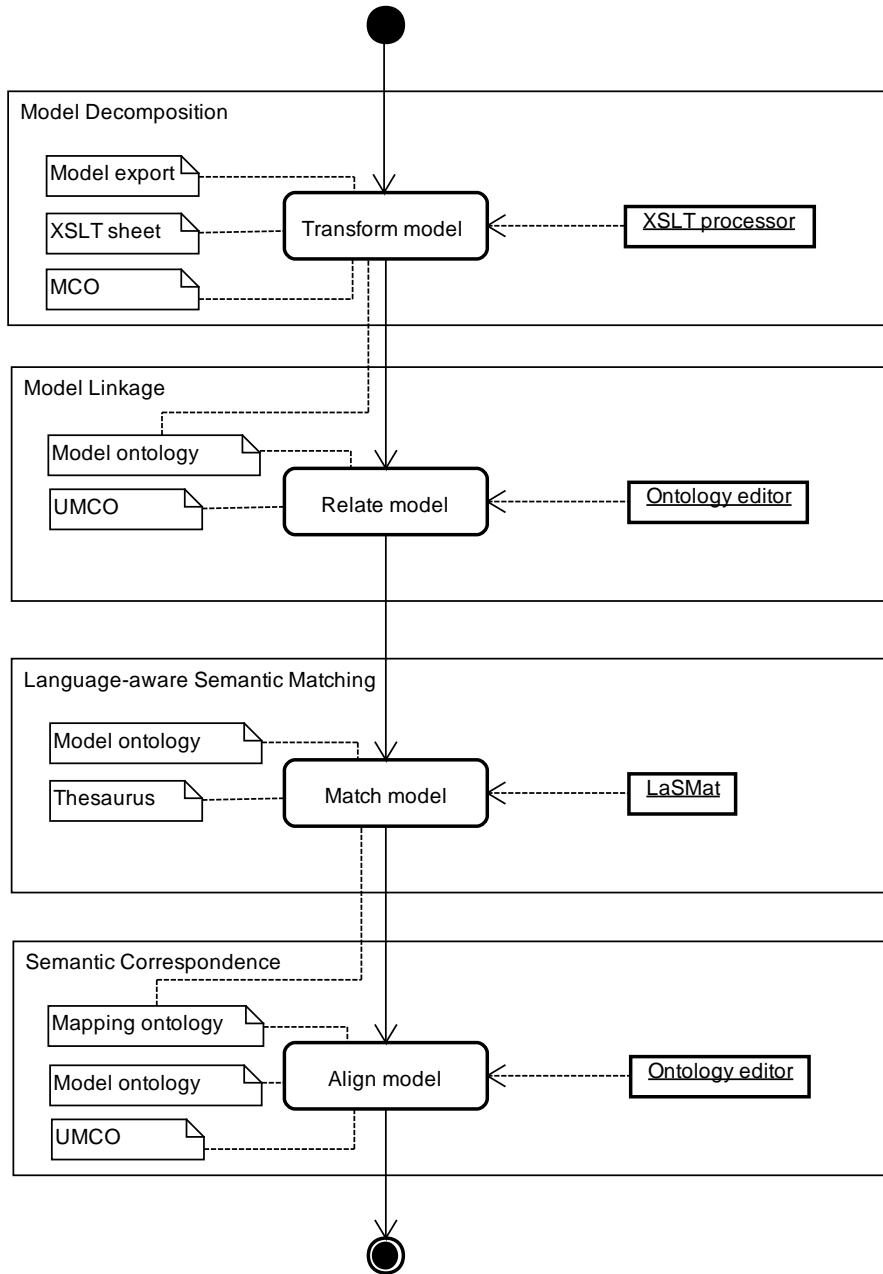 Model Decomposition
Model export
XSLT sheet
MCO
Transform model
XSLT processor
Model Linkage
Model ontology
UMCO
Relate model
Ontology editor
Language-aware Semantic Matching
Model ontology
Thesaurus
Match model
LaSMat
Semantic Correspondence
Mapping ontology
Model ontology
UMCO
Align model
Ontology editor